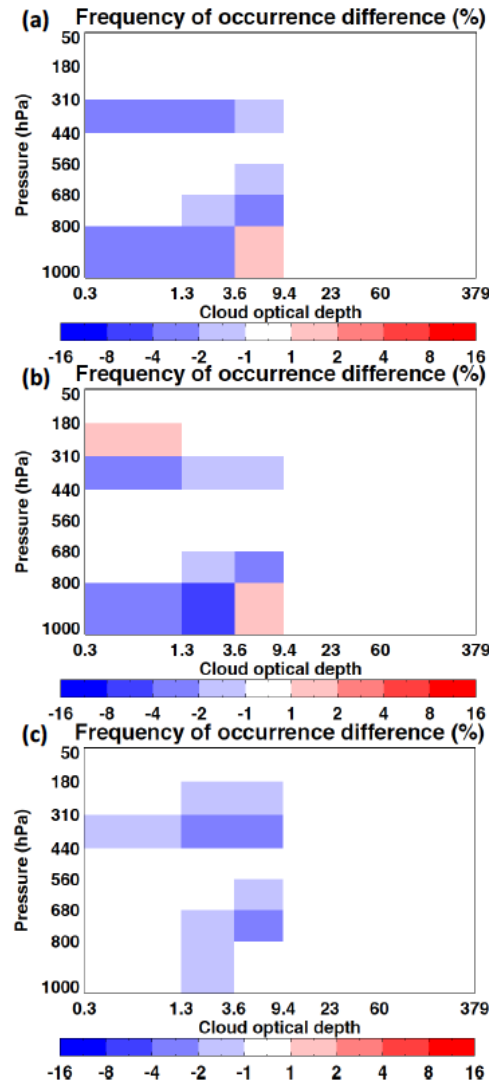 (a) Frequency of occurrence difference (%)
50
180
310
440
560
680
800
1000
Pressure (hPa)
0.3 1.3 3.6 9.4 23 60 379
Cloud optical depth
-16 -8 -4 -2 -1 1 2 4 8 16
(b) Frequency of occurrence difference (%)
50
180
310
440
560
680
800
1000
Pressure (hPa)
0.3 1.3 3.6 9.4 23 60 379
Cloud optical depth
-16 -8 -4 -2 -1 1 2 4 8 16
(c) Frequency of occurrence difference (%)
50
180
310
440
560
680
800
1000
Pressure (hPa)
0.3 1.3 3.6 9.4 23 60 379
Cloud optical depth
-16 -8 -4 -2 -1 1 2 4 8 16